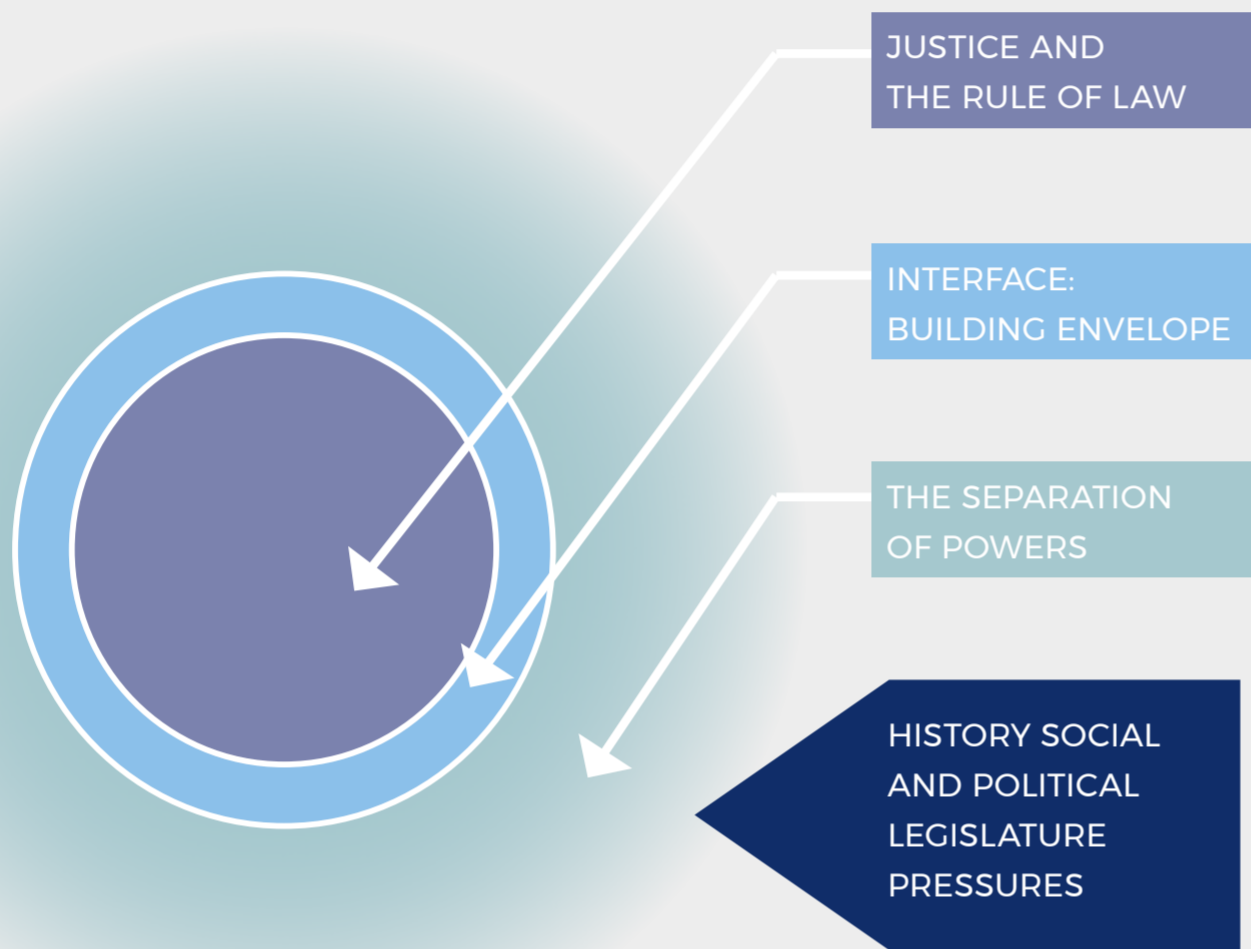 JUSTICE AND
THE RULE OF LAW
INTERFACE:
BUILDING ENVELOPE
THE SEPARATION
OF POWERS
HISTORY SOCIAL
AND POLITICAL
LEGISLATURE
PRESSURES